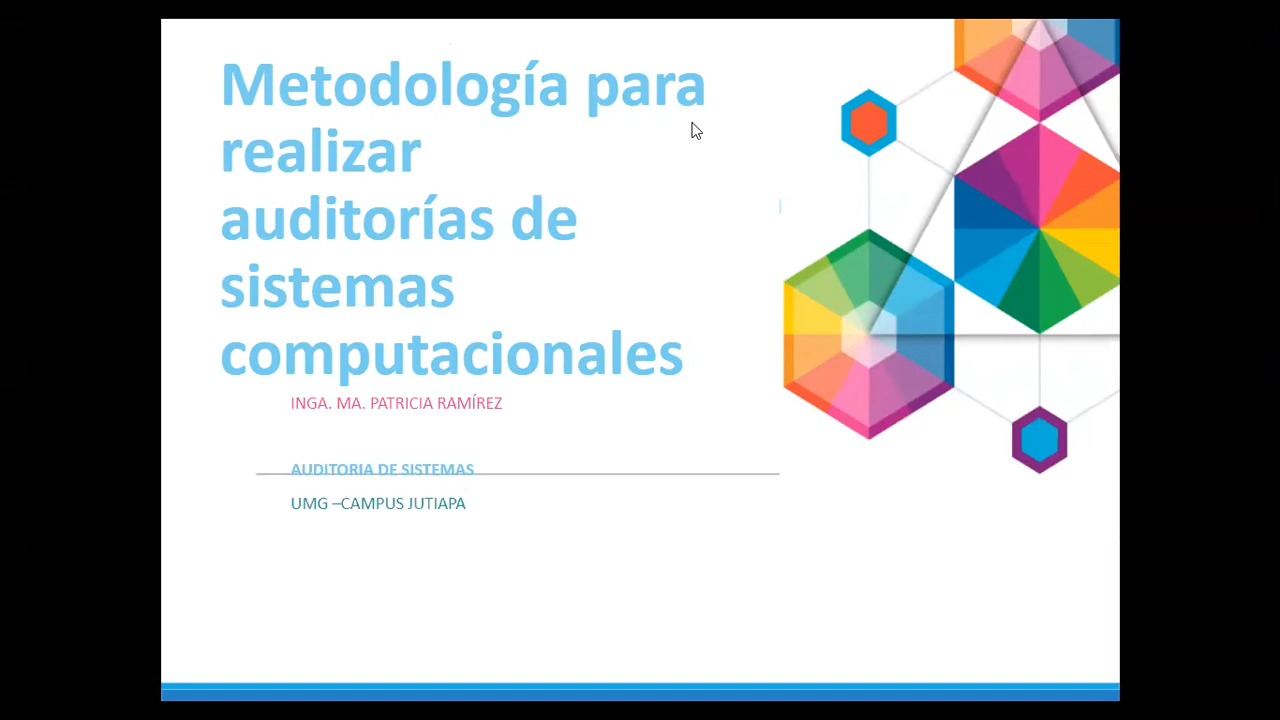 Metodología para
realizar
auditorías de
sistemas
computacionales
INGA. MA. PATRICIA RAMÍREZ
AUDITORIA DE SISTEMAS
UMG –CAMPUS JUTIAPA